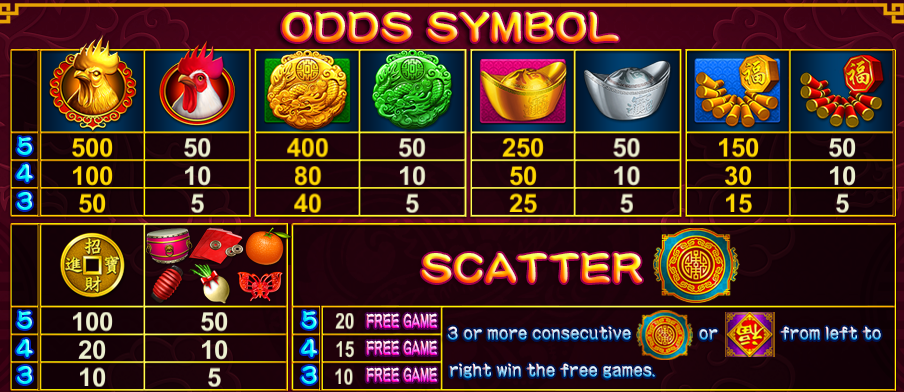 ODDS SYMBOL
福 福
5 500 50 400 50 250 50 150 50
4 100 10 80 10 50 10 30 10
3 50 5 40 5 25 5 15 5
招
進 寶
財
SCATTER
5 100 50
4 20 10
3 10 5
5 20 FREE GAME
4 15 FREE GAME
3 10 FREE GAME
3 or more consecutive or 福 from left to
right win the free games.